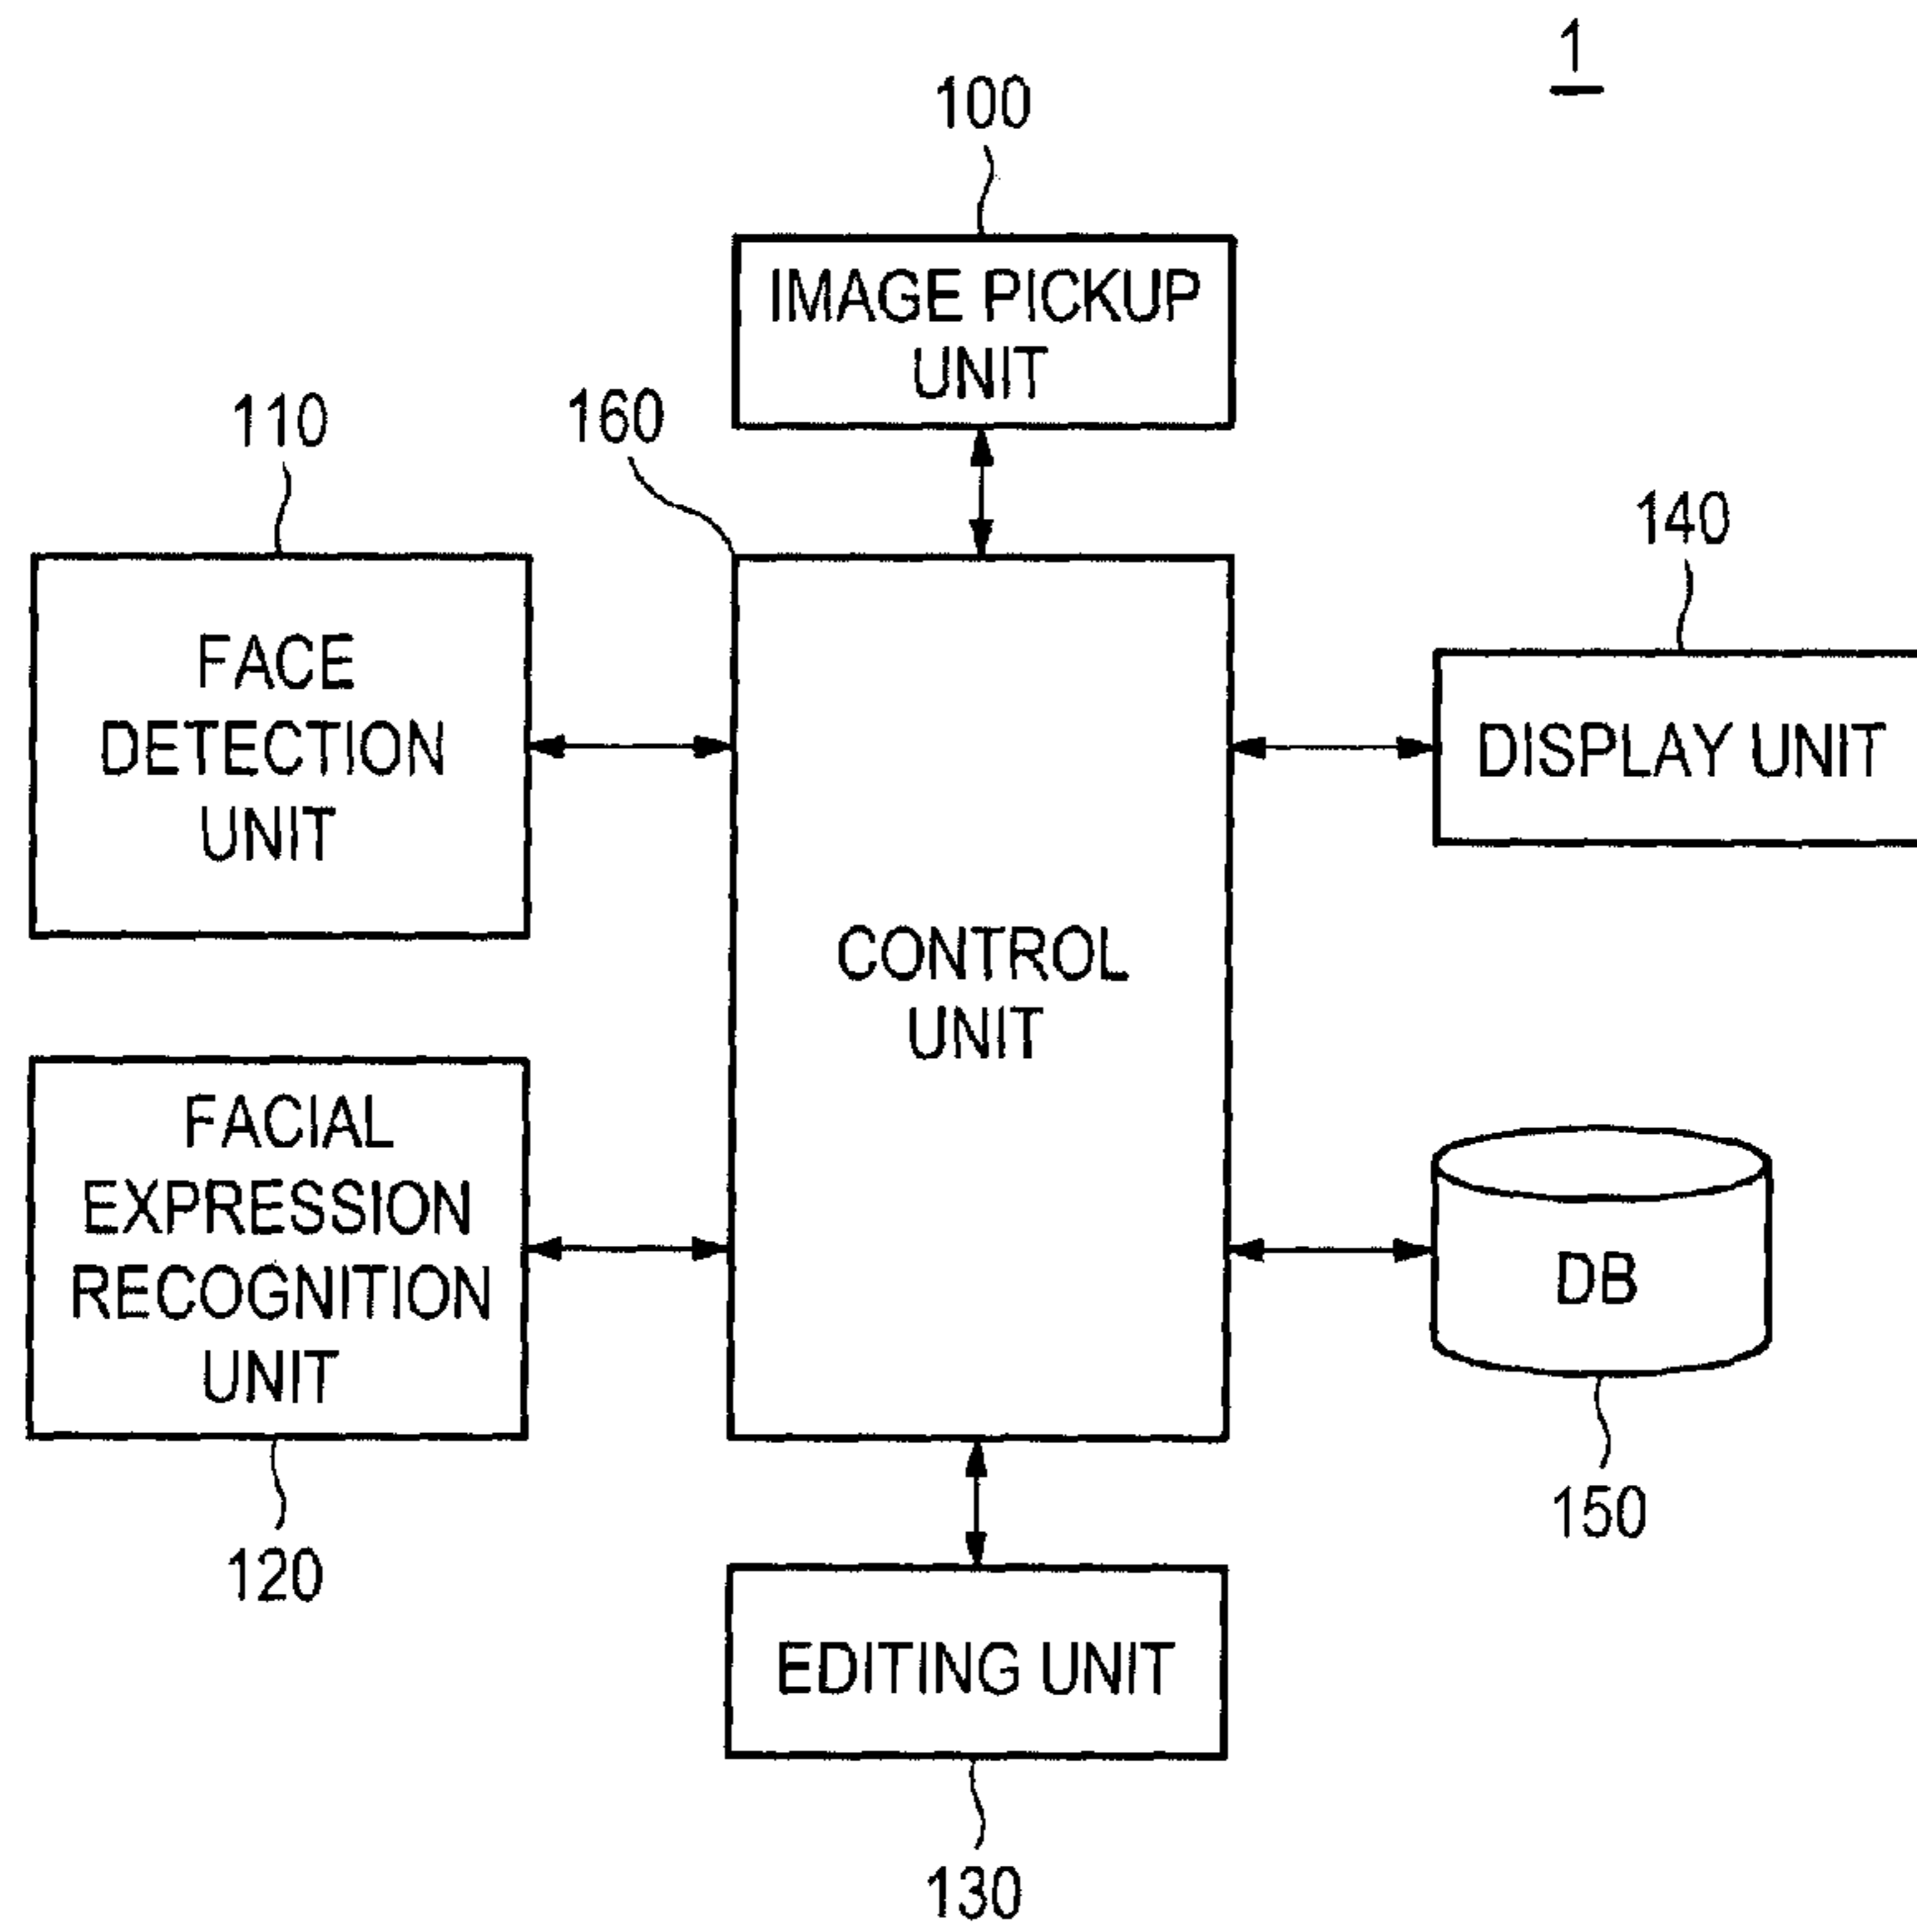 1
100
IMAGE PICKUP
UNIT
110
160
FACE
DETECTION
UNIT
140
DISPLAY UNIT
CONTROL
UNIT
FACIAL
EXPRESSION
RECOGNITION
UNIT
120
DB
150
EDITING UNIT
130